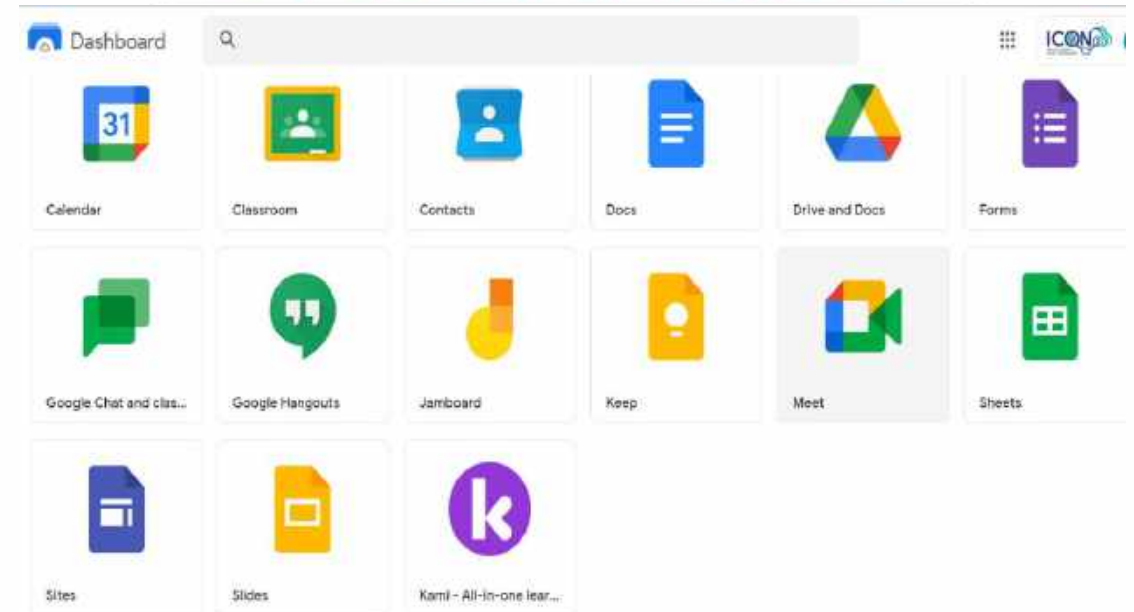 Dashboard
ICON
31
Calendar
Classroom
Contacts
Docs
Drive and Docs
Forms
Google Chat and clas...
Google Hangouts
Jamboard
Keep
Meet
Sheets
k
Sites
Slides
Kami - All-in-one lear...